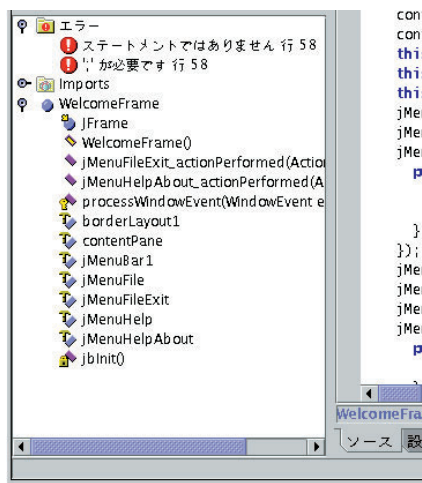 エラー
ステートメントではありません 行 58
';' が必要です 行 58
Imports
WelcomeFrame
JFrame
WelcomeFrame()
jMenuFileExit_actionPerformed(Actio
jMenuHelpAbout_actionPerformed(A
processWindowEvent(WindowEvent e
borderLayout1
contentPane
jMenuBar1
jMenuFile
jMenuFileExit
jMenuHelp
jMenuHelpAbout
jbInit()
con
con
this
this
this
jMe
jMe
jMe
p
}
});
jMe
jMe
jMe
jMe
p
WelcomeFra
ソース
設